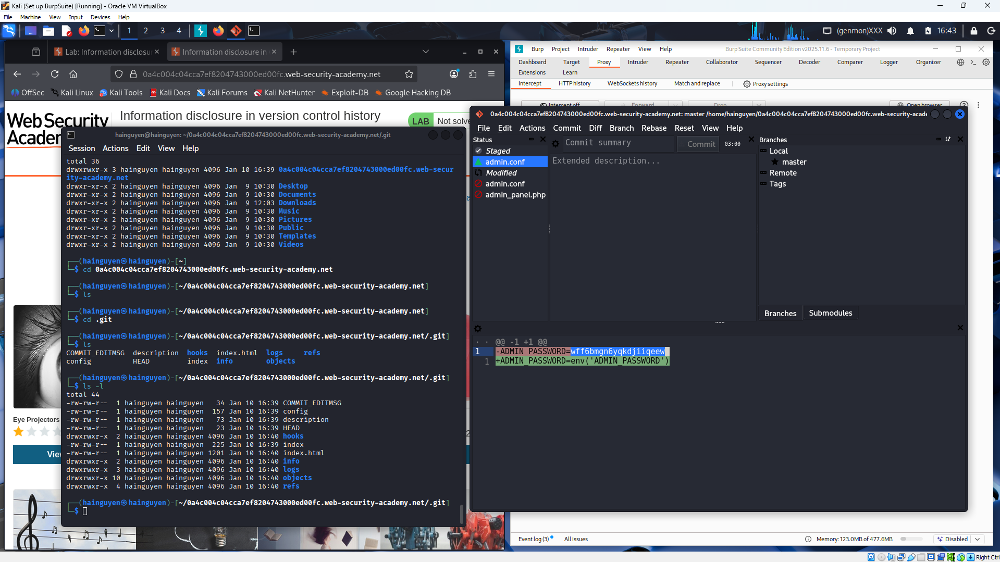 Kali (Set up BurpSuite) [Running] - Oracle VM VirtualBox
File Machine View Input Devices Help
1 2 3 4
(genmon)XXX
16:43
Lab: Information disclosur
Information disclosure in
0a4c004c04cca7ef8204743000ed00fc.web-security-academy.net
OffSec Kali Linux Kali Tools Kali Docs Kali Forums Kali NetHunter Exploit-DB Google Hacking DB
Web Security
Academ
Information disclosure in version control history
LAB
Not solve
Eye Projectors
Vie
hainguyen@hainguyen: ~/0a4c004c04cca7ef8204743000ed00fc.web-security-academy.net/.git
Session Actions Edit View Help
total 36
drwxrwxr-x 3 hainguyen hainguyen 4096 Jan 10 16:39 0a4c004c04cca7ef8204743000ed00fc.web-secur
ity-academy.net
drwxr-xr-x 2 hainguyen hainguyen 4096 Jan  9 10:30 Desktop
drwxr-xr-x 2 hainguyen hainguyen 4096 Jan  9 10:30 Documents
drwxr-xr-x 2 hainguyen hainguyen 4096 Jan  9 12:03 Downloads
drwxr-xr-x 2 hainguyen hainguyen 4096 Jan  9 10:30 Music
drwxr-xr-x 2 hainguyen hainguyen 4096 Jan  9 10:30 Pictures
drwxr-xr-x 2 hainguyen hainguyen 4096 Jan  9 10:30 Public
drwxr-xr-x 2 hainguyen hainguyen 4096 Jan  9 10:30 Templates
drwxr-xr-x 2 hainguyen hainguyen 4096 Jan  9 10:30 Videos
┌──(hainguyen㉿hainguyen)-[~]
└─$ cd 0a4c004c04cca7ef8204743000ed00fc.web-security-academy.net
┌──(hainguyen㉿hainguyen)-[~/0a4c004c04cca7ef8204743000ed00fc.web-security-academy.net]
└─$ ls
┌──(hainguyen㉿hainguyen)-[~/0a4c004c04cca7ef8204743000ed00fc.web-security-academy.net]
└─$ cd .git
┌──(hainguyen㉿hainguyen)-[~/0a4c004c04cca7ef8204743000ed00fc.web-security-academy.net/.git]
└─$ ls
COMMIT_EDITMSG  description  hooks  index.html  logs     refs
config          HEAD         index  info        objects
┌──(hainguyen㉿hainguyen)-[~/0a4c004c04cca7ef8204743000ed00fc.web-security-academy.net/.git]
└─$ ls -l
total 44
-rw-rw-r--  1 hainguyen hainguyen   34 Jan 10 16:39 COMMIT_EDITMSG
-rw-rw-r--  1 hainguyen hainguyen  157 Jan 10 16:39 config
-rw-rw-r--  1 hainguyen hainguyen   73 Jan 10 16:39 description
-rw-rw-r--  1 hainguyen hainguyen   23 Jan 10 16:39 HEAD
drwxrwxr-x  2 hainguyen hainguyen 4096 Jan 10 16:40 hooks
-rw-rw-r--  1 hainguyen hainguyen  225 Jan 10 16:39 index
-rw-rw-r--  1 hainguyen hainguyen 1201 Jan 10 16:40 index.html
drwxrwxr-x  2 hainguyen hainguyen 4096 Jan 10 16:40 info
drwxrwxr-x  3 hainguyen hainguyen 4096 Jan 10 16:40 logs
drwxrwxr-x 10 hainguyen hainguyen 4096 Jan 10 16:40 objects
drwxrwxr-x  4 hainguyen hainguyen 4096 Jan 10 16:40 refs
┌──(hainguyen㉿hainguyen)-[~/0a4c004c04cca7ef8204743000ed00fc.web-security-academy.net/.git]
└─$
Burp Project Intruder Repeater View Help
Burp Suite Community Edition v2025.11.6 - Temporary Project
Dashboard Target Proxy Intruder Repeater Collaborator Sequencer Decoder Comparer Logger Organizer
Extensions Learn
Intercept HTTP history WebSockets history Match and replace Proxy settings
Intercept off Forward Drop Open browser
0a4c004c04cca7ef8204743000ed00fc.web-security-academy.net: master /home/hainguyen/0a4c004c04cca7ef8204743000ed00fc.web-security-acade
File Edit Actions Commit Diff Branch Rebase Reset View Help
Status
Staged
admin.conf
Modified
admin.conf
admin_panel.php
Commit summary
Commit
03:00
Extended description...
Branches
Local
master
Remote
Tags
Branches Submodules
@@ -1 +1 @@
1 -ADMIN_PASSWORD=wff6bmgn6yqkdjiiqeew
1 +ADMIN_PASSWORD=env('ADMIN_PASSWORD')
Event log (3) All issues
Memory: 123.0MB of 477.6MB
Disabled
Right Ctrl